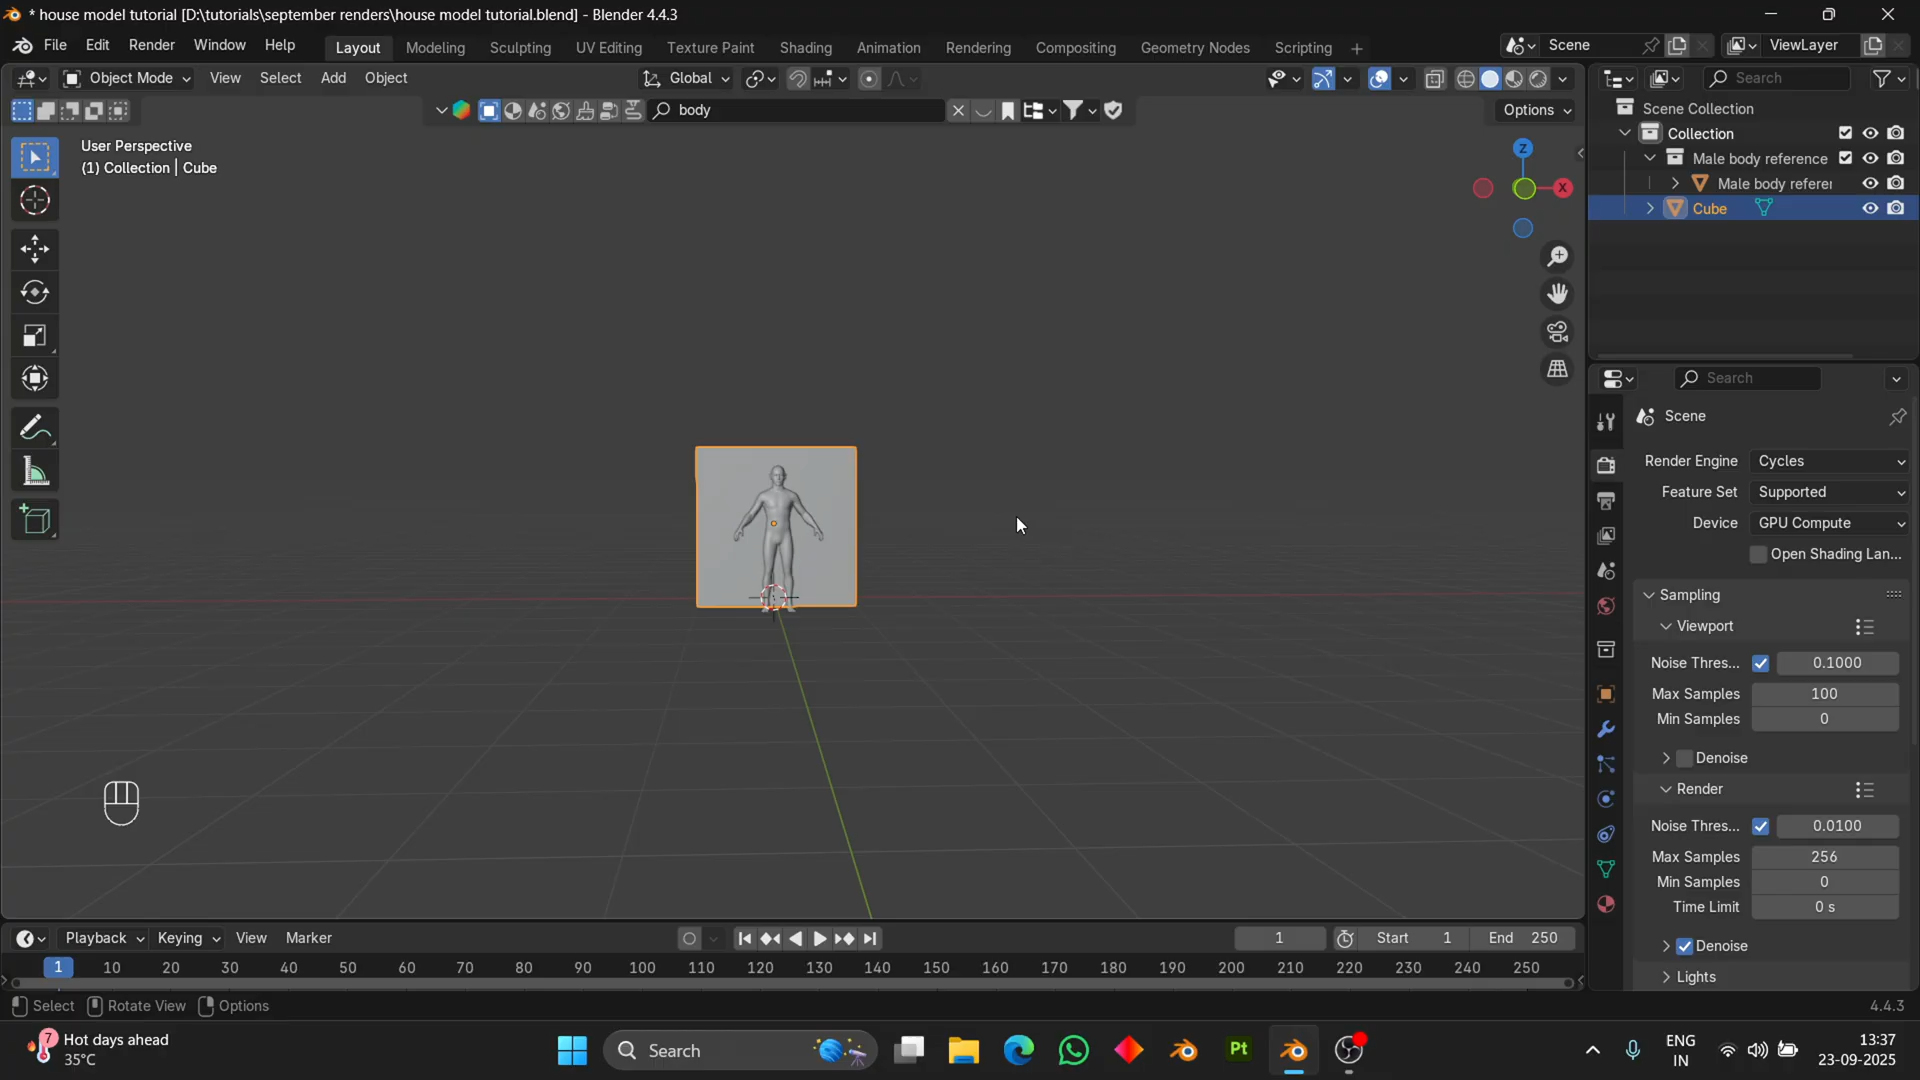 * house model tutorial [D:\tutorials\september renders\house model tutorial.blend] - Blender 4.4.3
File Edit Render Window Help
Layout Modeling Sculpting UV Editing Texture Paint Shading Animation Rendering Compositing Geometry Nodes Scripting +
Scene
ViewLayer
Object Mode View Select Add Object
Global
Search
body
Options
User Perspective
(1) Collection | Cube
Z
X
Scene Collection
Collection
Male body reference
Male body referer
Cube
Search
Scene
Render Engine Cycles
Feature Set Supported
Device GPU Compute
Open Shading Lan...
Sampling
Viewport
Noise Thres... 0.1000
Max Samples 100
Min Samples 0
Denoise
Render
Noise Thres... 0.0100
Max Samples 256
Min Samples 0
Time Limit 0 s
Denoise
Lights
Playback Keying View Marker
1 Start 1 End 250
1 10 20 30 40 50 60 70 80 90 100 110 120 130 140 150 160 170 180 190 200 210 220 230 240 250
Select Rotate View Options
4.4.3
7
Hot days ahead
35°C
Search
Pt
ENG
IN
13:37
23-09-2025